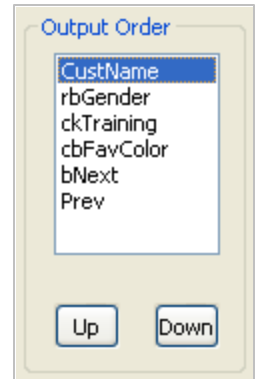 Output Order
CustName
rbGender
ckTraining
cbFavColor
bNext
Prev
Up Down